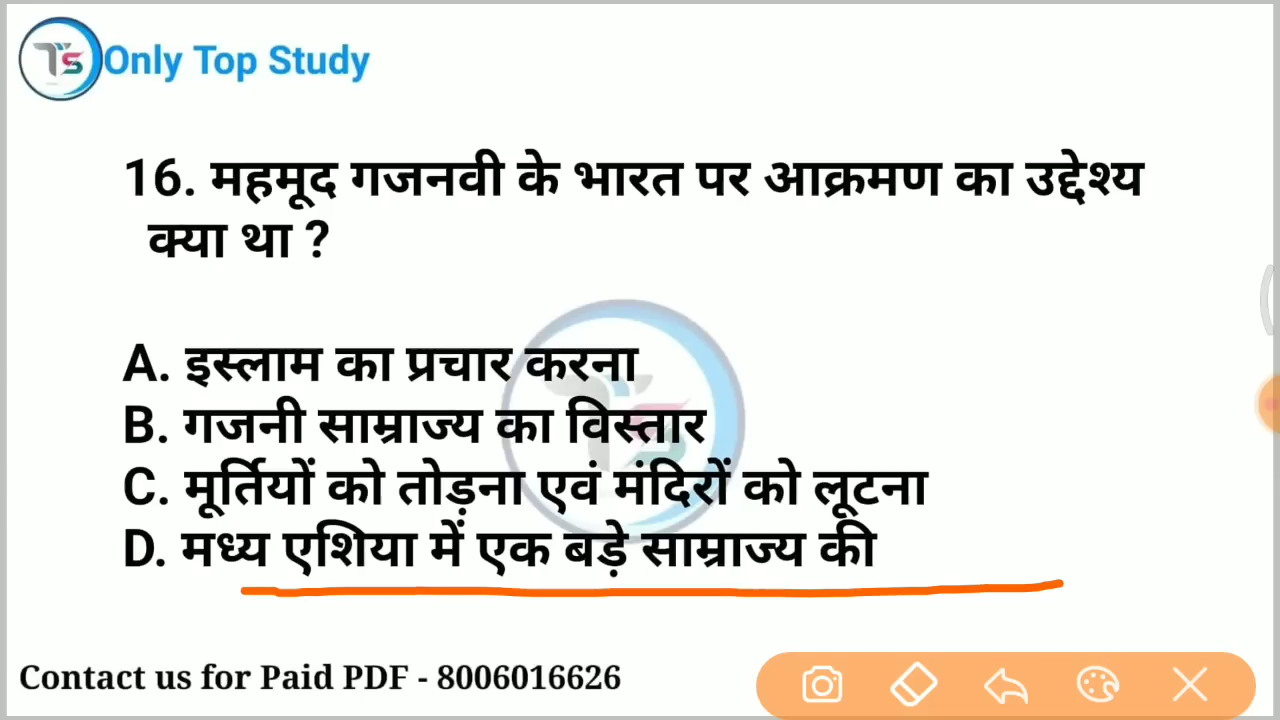 TS Only Top Study
16. महमूद गजनवी के भारत पर आक्रमण का उद्देश्य
क्या था ?
A. इस्लाम का प्रचार करना
B. गजनी साम्राज्य का विस्तार
C. मूर्तियों को तोड़ना एवं मंदिरों को लूटना
D. मध्य एशिया में एक बड़े साम्राज्य की
Contact us for Paid PDF - 8006016626